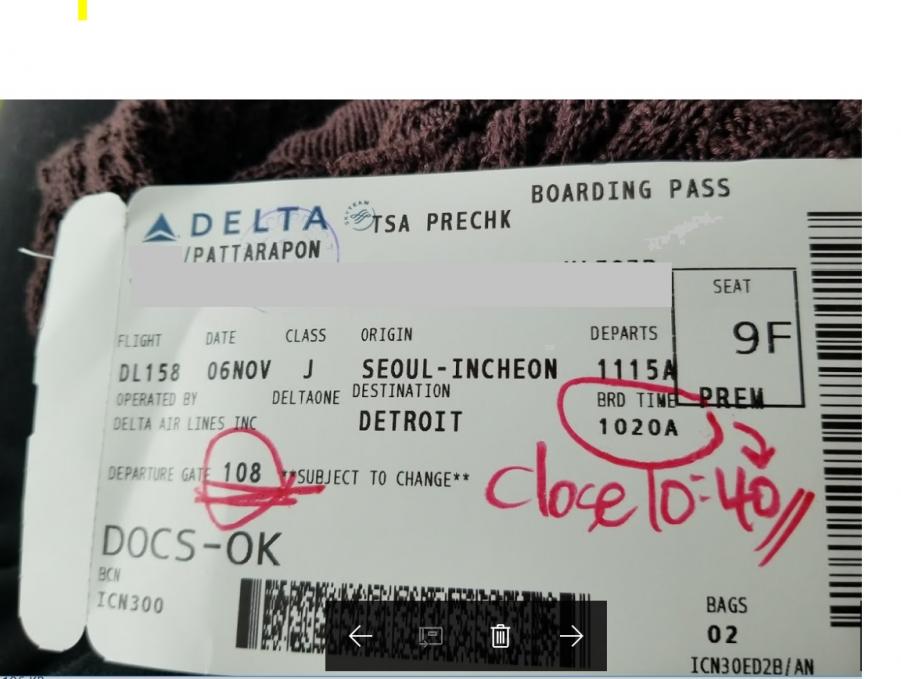 BOARDING PASS
DELTA SKYTEAM TSA PRECHK
/PATTARAPON
SEAT
9F
PREM
FLIGHT DATE CLASS ORIGIN DEPARTS
DL158 06NOV J SEOUL-INCHEON 1115A
OPERATED BY DELTAONE DESTINATION BRD TIME
DELTA AIR LINES INC DETROIT 1020A
DEPARTURE GATE 108 **SUBJECT TO CHANGE**
Close 10:40
DOCS-OK
BCN
ICN300
BAGS
02
ICN30ED2B/AN